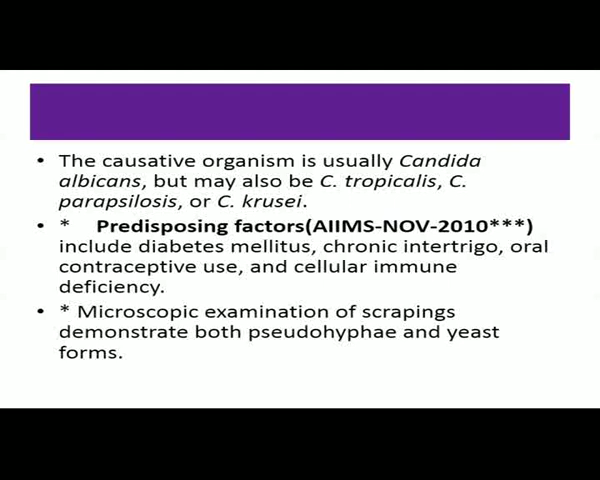 • The causative organism is usually Candida
albicans, but may also be C. tropicalis, C.
parapsilosis, or C. krusei.
• * Predisposing factors(AIIMS-NOV-2010***)
include diabetes mellitus, chronic intertrigo, oral
contraceptive use, and cellular immune
deficiency.
• * Microscopic examination of scrapings
demonstrate both pseudohyphae and yeast
forms.